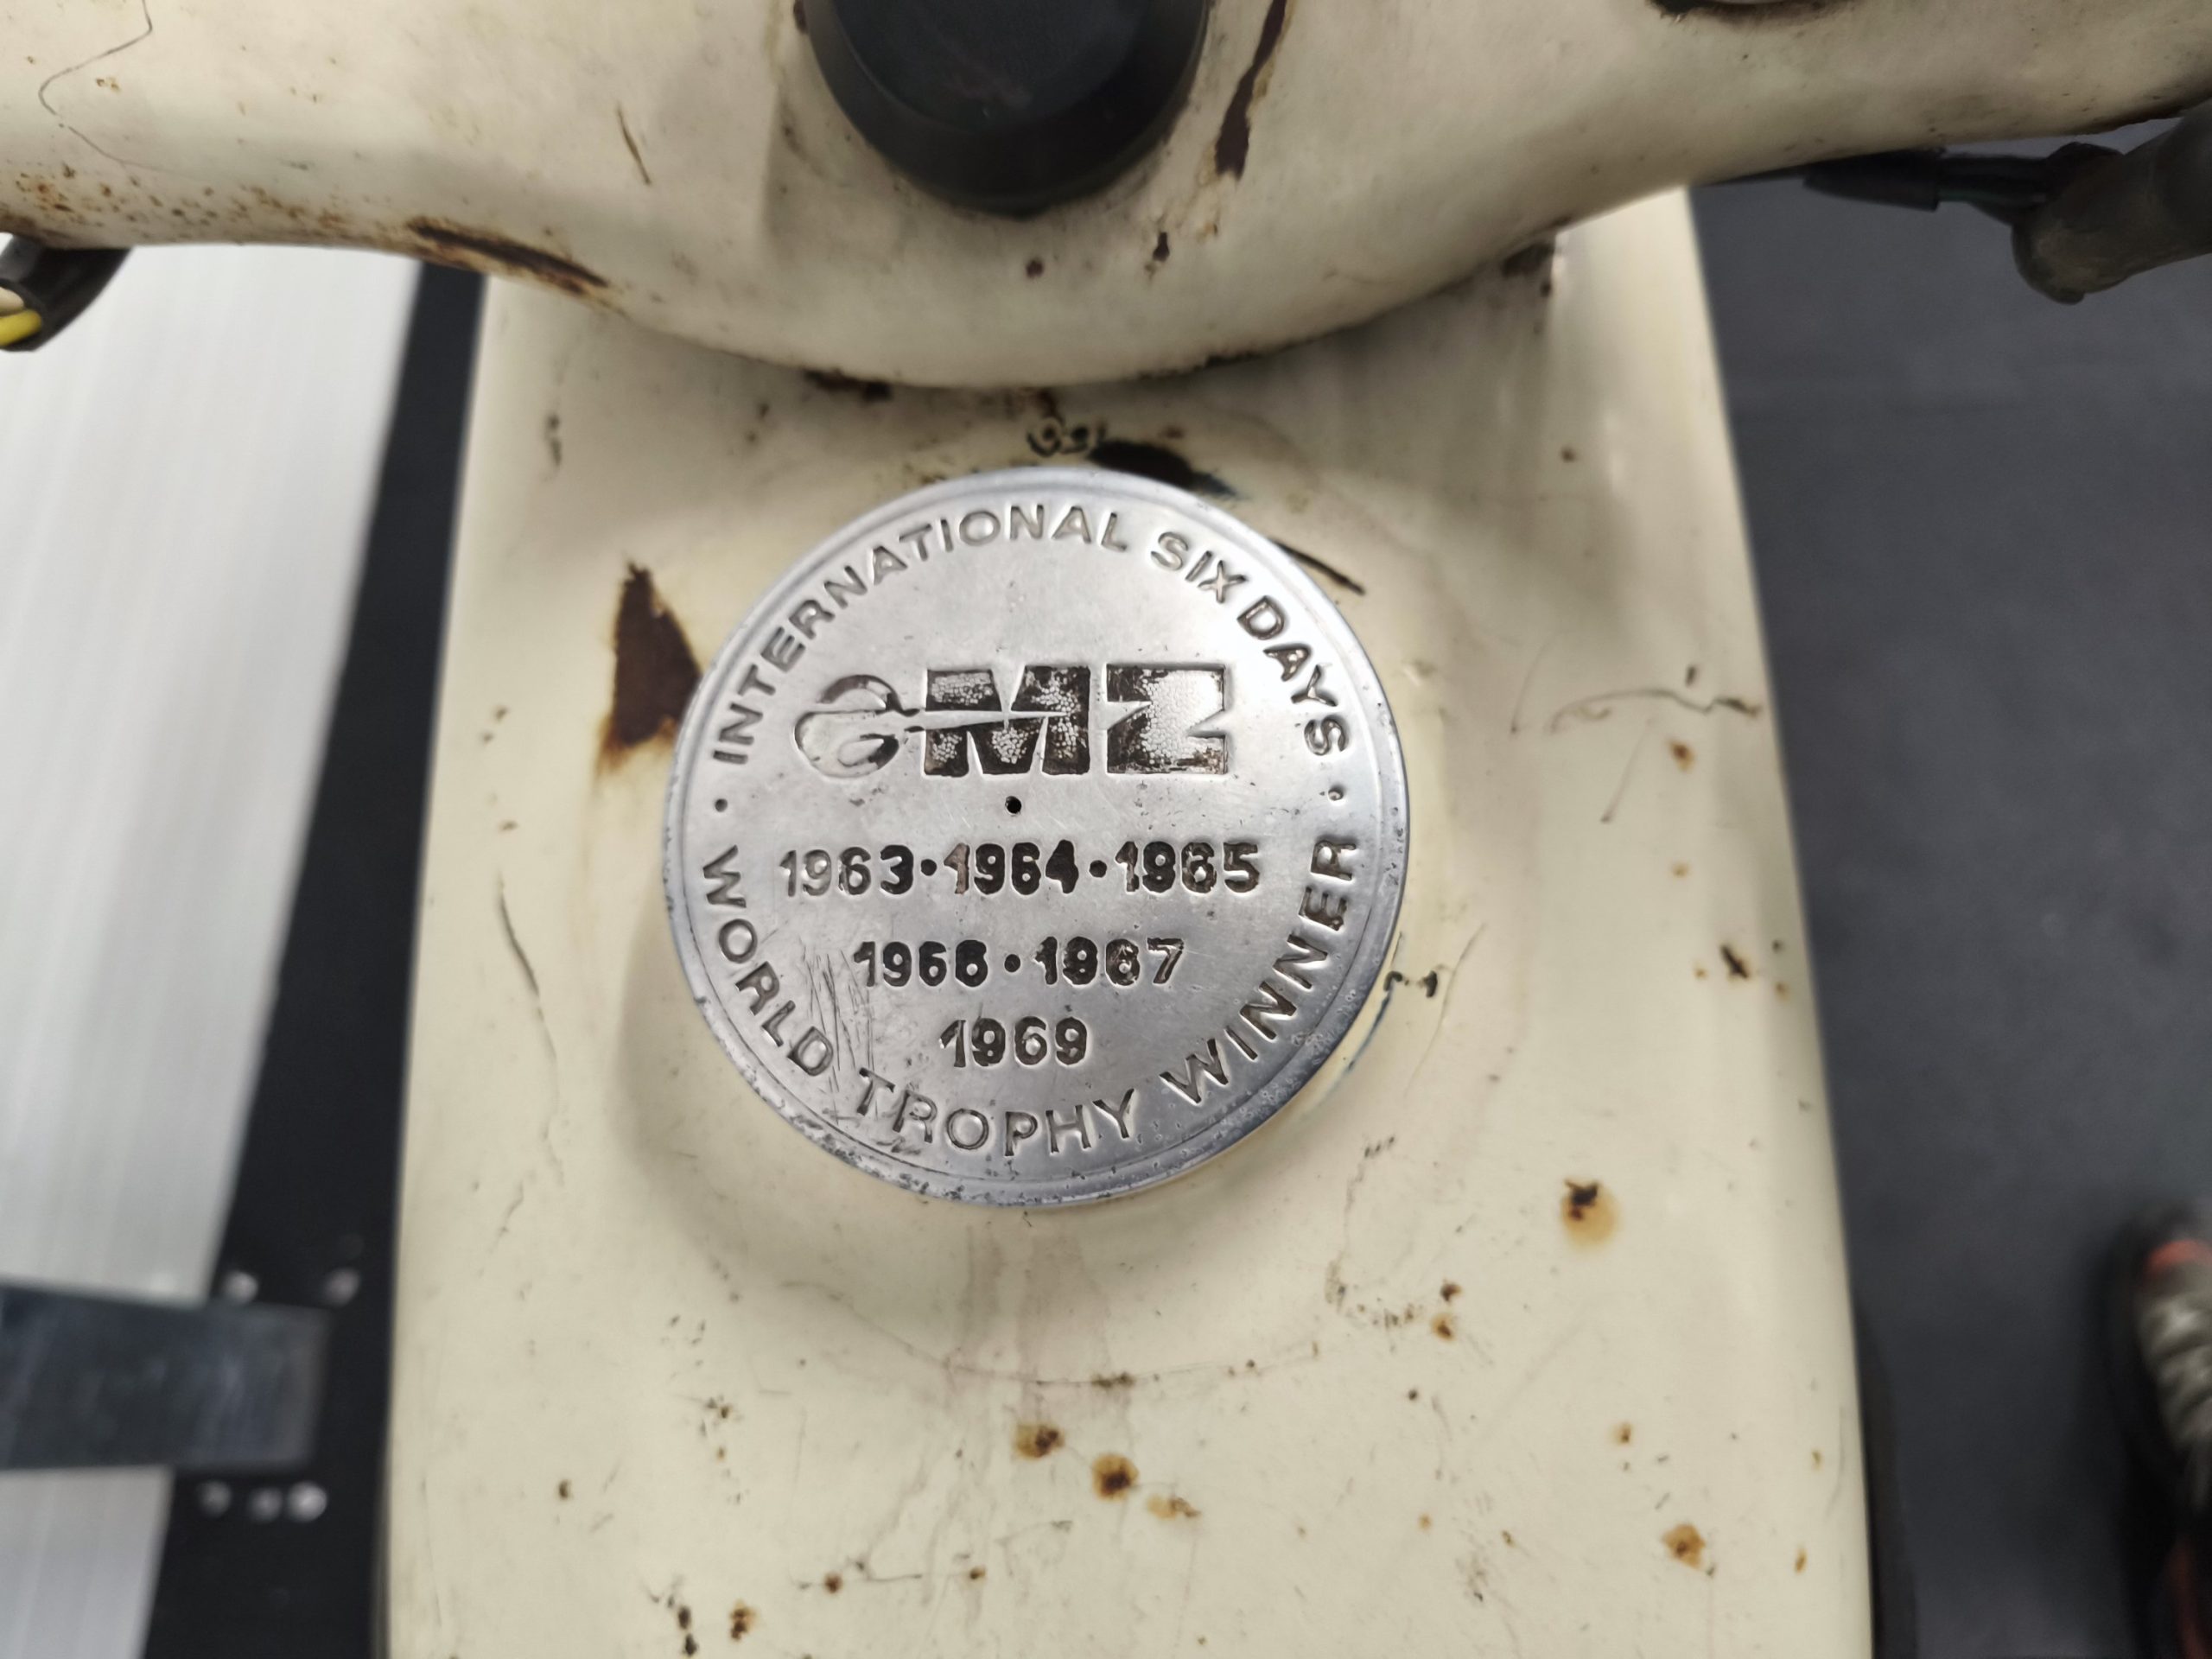 · INTERNATIONAL SIX DAYS ·
MZ
1963·1964·1965
1966·1967
1969
WORLD TROPHY WINNER